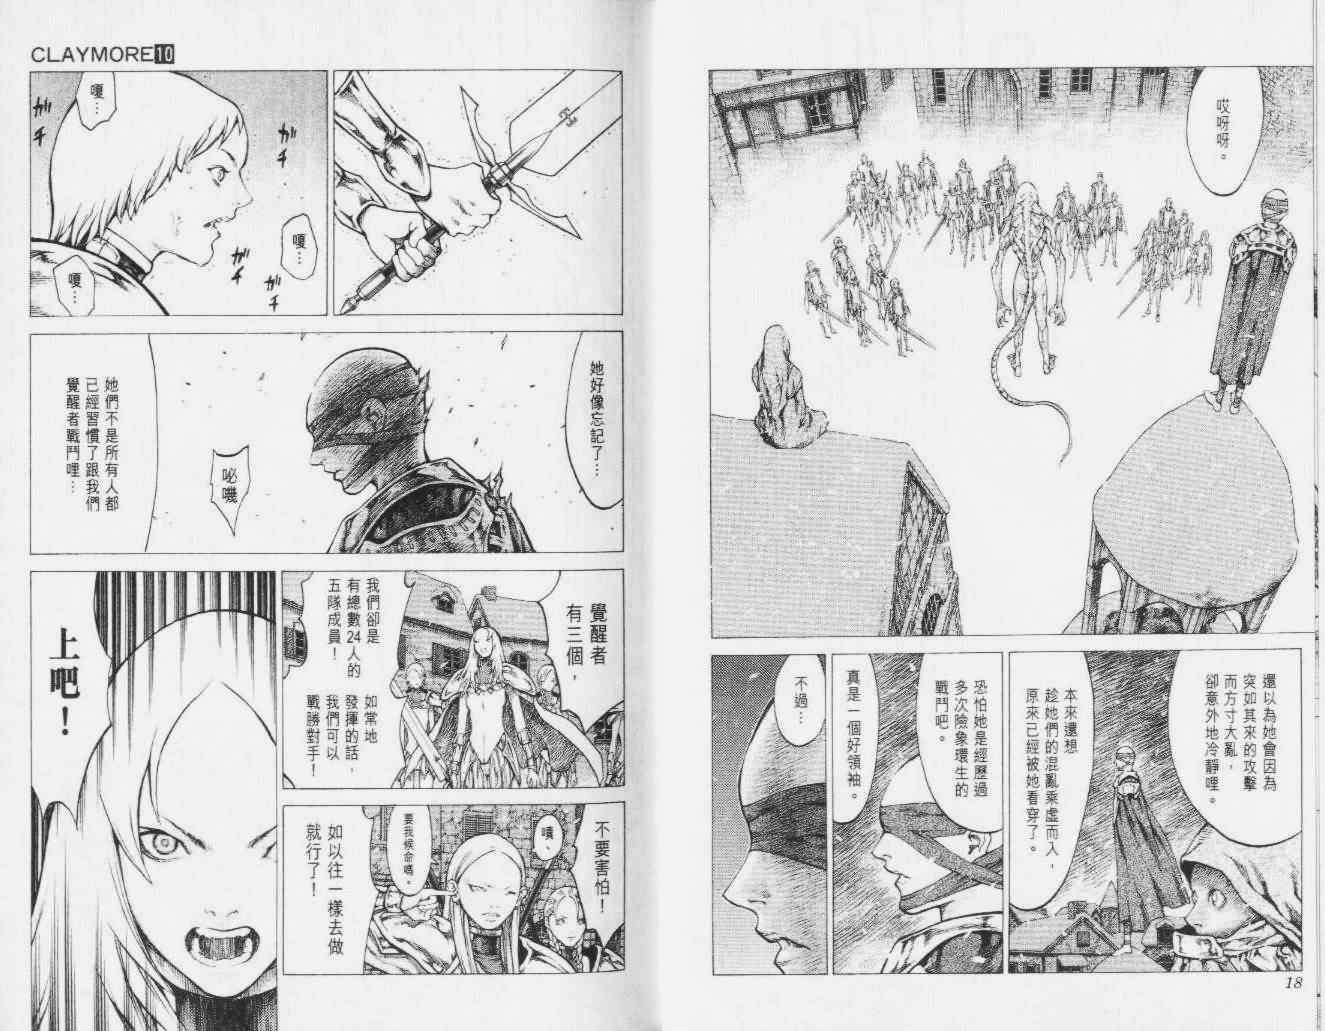 哎呀呀。
還以為她會因為
突如其來的攻擊
而方寸大亂，
卻意外地冷靜哩。
本來還想
趁她們的混亂乘虛而入，
原來已經被她看穿了。
恐怕她是經歷過
多次險象環生的
戰鬥吧。
真是一個好領袖。
不過…
18
CLAYMORE10
嗄…
嗄…
嗄…
ガチ
ガチ
ガチ
ガチ
她好像忘記了…
咇嘰
她們不是所有人都
已經習慣了跟我們
覺醒者戰鬥哩…
覺醒者
有三個，
我們卻是
有總數24人的
五隊成員！
如常地
發揮的話，
我們可以
戰勝對手！
不要害怕！
嘖，
要我候命嗎。
如以往一樣去做
就行了！
上吧！